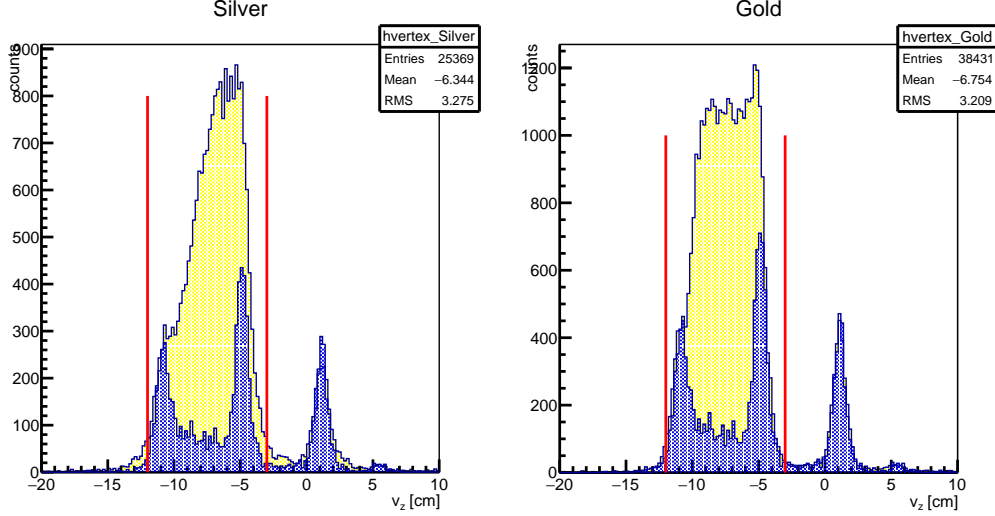 Silver
hvertex_Silver
Entries 25369
Mean −6.344
RMS 3.275
counts
900
800
700
600
500
400
300
200
100
0
−20 −15 −10 −5 0 5 10
v_z [cm]
Gold
hvertex_Gold
Entries 38431
Mean −6.754
RMS 3.209
counts
1200
1000
800
600
400
200
0
−20 −15 −10 −5 0 5 10
v_z [cm]